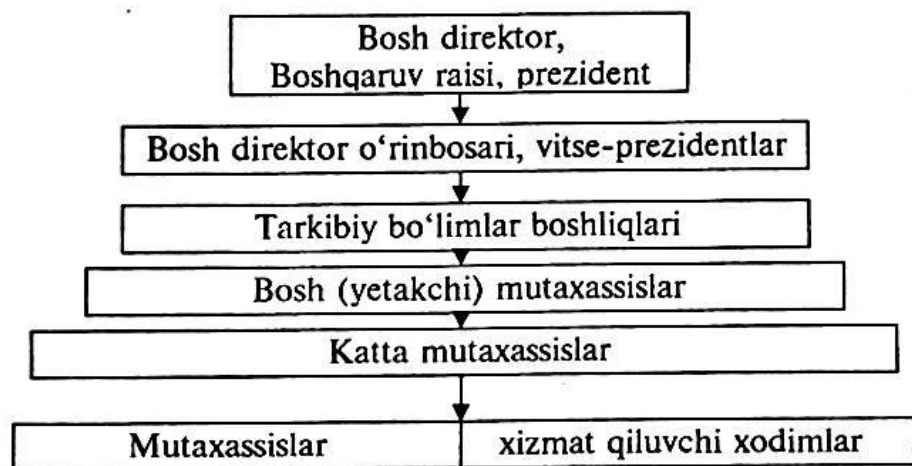 Bosh direktor,
Boshqaruv raisi, prezident
Bosh direktor o‘rinbosari, vitse-prezidentlar
Tarkibiy bo‘limlar boshliqlari
Bosh (yetakchi) mutaxassislar
Katta mutaxassislar
Mutaxassislar
xizmat qiluvchi xodimlar